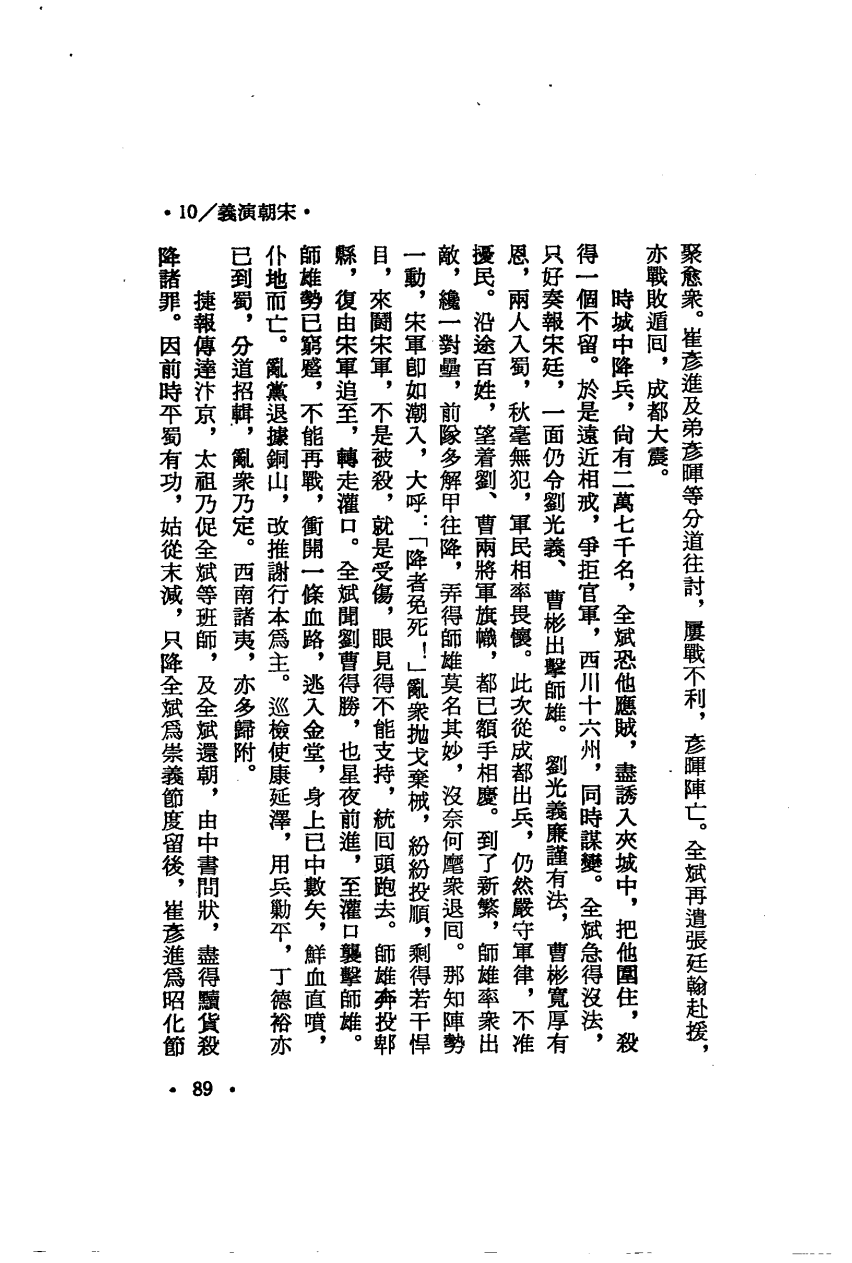 ・10／義演朝宋・
聚愈衆。崔彥進及弟彥暉等分道往討，屢戰不利，彥暉陣亡。全斌再遣張廷翰赴援，
亦戰敗遁囘，成都大震。
時城中降兵，尙有二萬七千名，全斌恐他應賊，盡誘入夾城中，把他圍住，殺
得一個不留。於是遠近相戒，爭拒官軍，西川十六州，同時謀變。全斌急得沒法，
只好奏報宋廷，一面仍令劉光義、曹彬出擊師雄。劉光義廉謹有法，曹彬寬厚有
恩，兩人入蜀，秋毫無犯，軍民相率畏懷。此次從成都出兵，仍然嚴守軍律，不准
擾民。沿途百姓，望着劉、曹兩將軍旗幟，都已額手相慶。到了新繁，師雄率衆出
敵，纔一對壘，前隊多解甲往降，弄得師雄莫名其妙，沒奈何麾衆退囘。那知陣勢
一動，宋軍卽如潮入，大呼：「降者免死！」亂衆拋戈棄械，紛紛投順，剩得若干悍
目，來鬭宋軍，不是被殺，就是受傷，眼見得不能支持，統囘頭跑去。師雄奔投郫
縣，復由宋軍追至，轉走灌口。全斌聞劉曹得勝，也星夜前進，至灌口襲擊師雄。
師雄勢已窮蹙，不能再戰，衝開一條血路，逃入金堂，身上已中數矢，鮮血直噴，
仆地而亡。亂黨退據銅山，改推謝行本爲主。巡檢使康延澤，用兵勦平，丁德裕亦
已到蜀，分道招輯，亂衆乃定。西南諸夷，亦多歸附。
捷報傳達汴京，太祖乃促全斌等班師，及全斌還朝，由中書問狀，盡得黷貨殺
降諸罪。因前時平蜀有功，姑從末減，只降全斌爲崇義節度留後，崔彥進爲昭化節
・89・